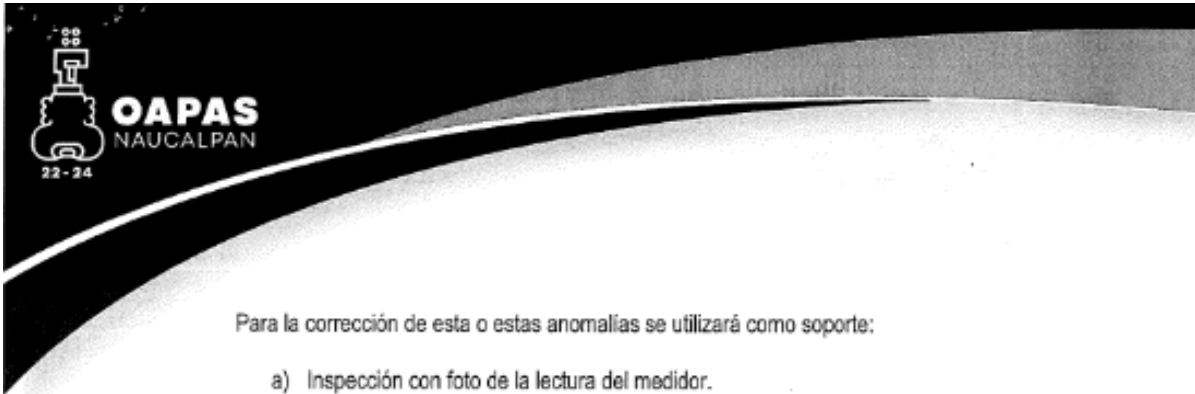 OAPAS
NAUCALPAN
22-24
Para la corrección de esta o estas anomalías se utilizará como soporte:
a) Inspección con foto de la lectura del medidor.